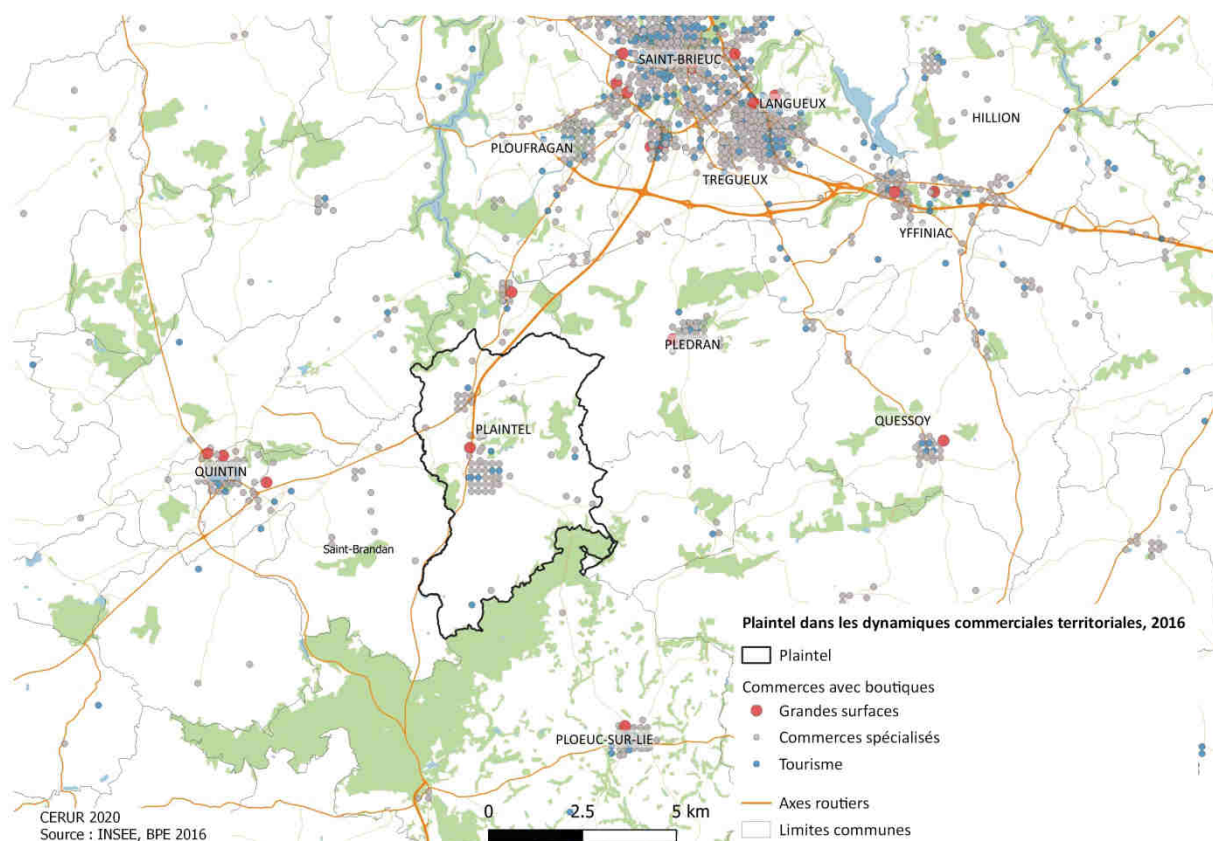 SAINT-BRIEUC
LANGUEUX
HILLION
PLOUFRAGAN
TREGUEUX
YFFINIAC
PLEDRAN
QUESSOY
PLAINTEL
QUINTIN
Saint-Brandan
PLOEUC-SUR-LIE
Plaintel dans les dynamiques commerciales territoriales, 2016
Plaintel
Commerces avec boutiques
Grandes surfaces
Commerces spécialisés
Tourisme
Axes routiers
Limites communes
0 2.5 5 km
CERUR 2020
Source : INSEE, BPE 2016